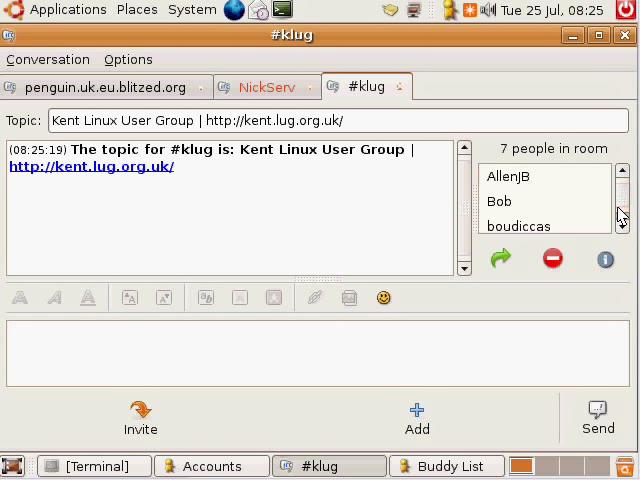 Applications Places System Tue 25 Jul, 08:25
#klug
Conversation Options
penguin.uk.eu.blitzed.org NickServ #klug
Topic: Kent Linux User Group | http://kent.lug.org.uk/
(08:25:19) The topic for #klug is: Kent Linux User Group |
http://kent.lug.org.uk/
7 people in room
AllenJB
Bob
boudiccas
Invite Add Send
[Terminal] Accounts #klug Buddy List